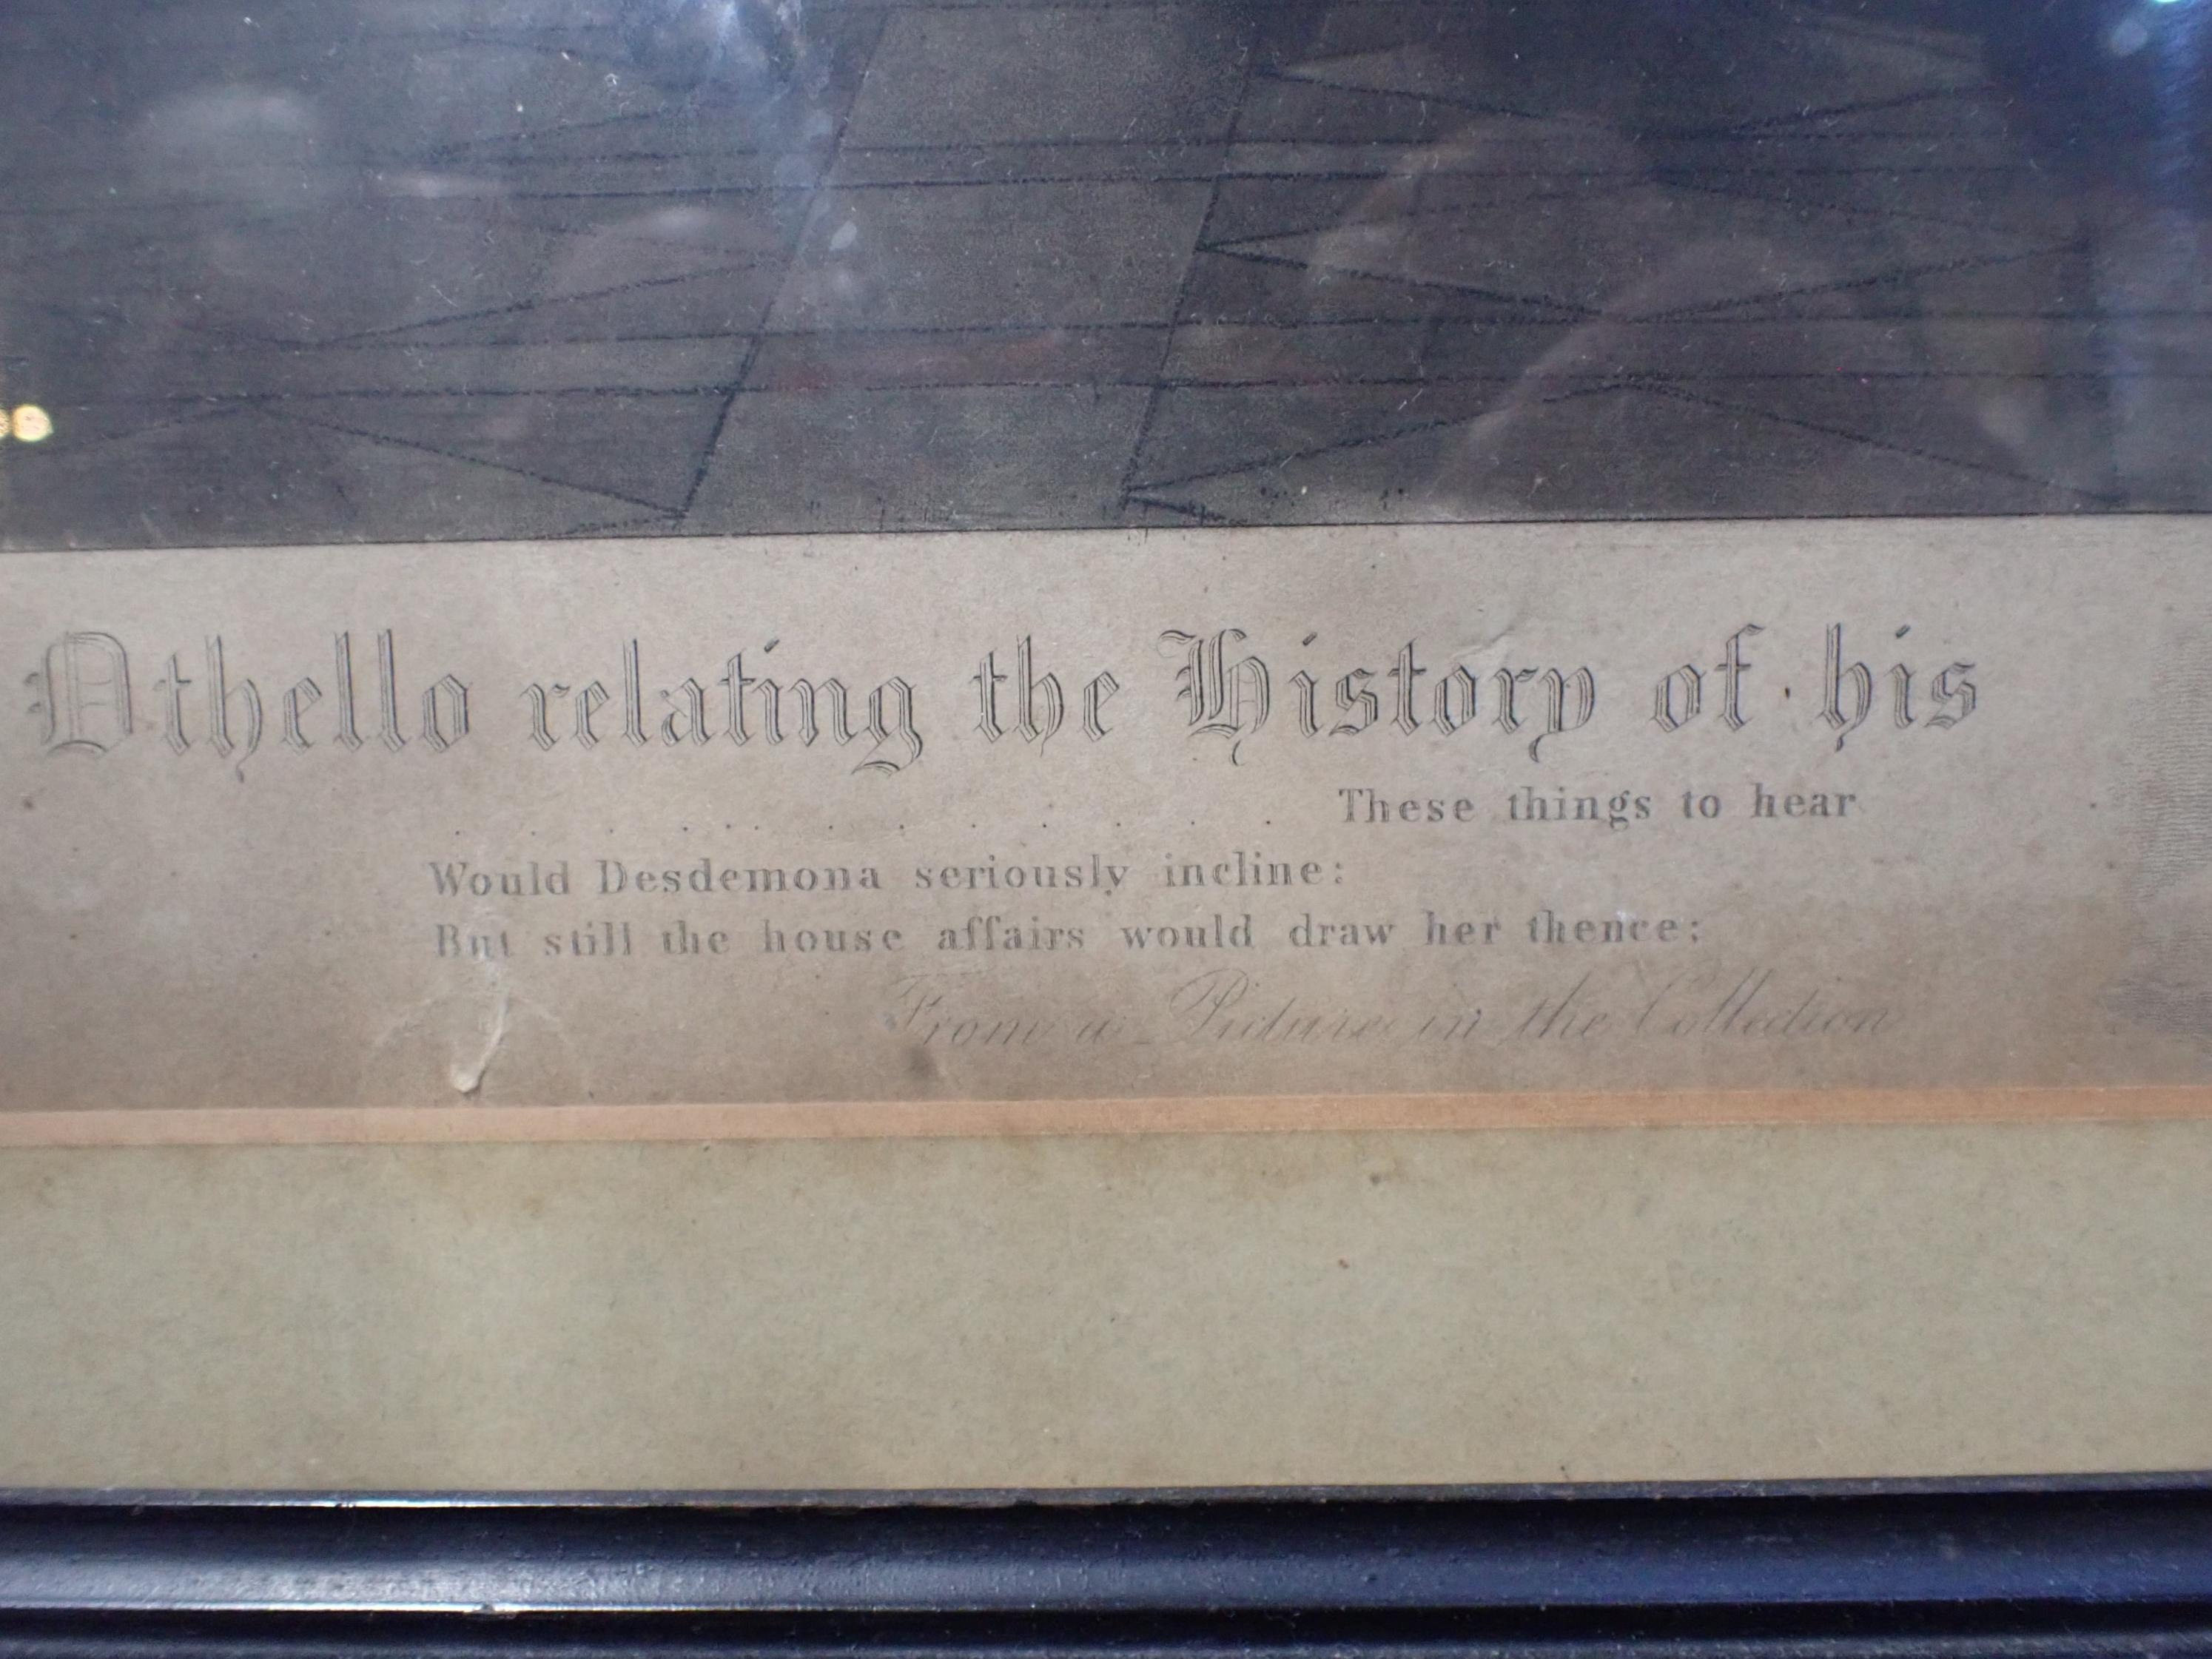 Othello relating the History of his
. . . . . . . . . . . . These things to hear
Would Desdemona seriously incline:
But still the house affairs would draw her thence;
From a Picture in the Collection